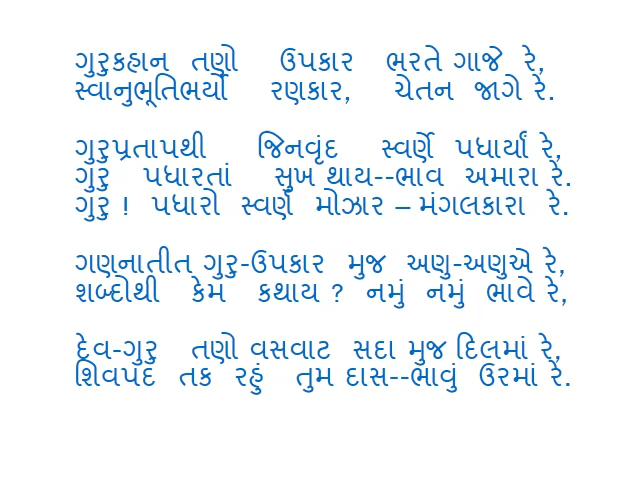 ગુરુકહાન તણો ઉપકાર ભરતે ગાજે રે,
સ્વાનુભૂતિભર્યો રણકાર, ચેતન જાગે રે.
ગુરુપ્રતાપથી જિનવૃંદ સ્વર્ણે પધાર્યાં રે,
ગુરુ પધારતાં સુખ થાય--ભાવ અમારા રે.
ગુરુ ! પધારો સ્વર્ણ મોઝાર – મંગલકારા રે.
ગણનાતીત ગુરુ-ઉપકાર મુજ અણુ-અણુએ રે,
શબ્દોથી કેમ કથાય ? નમું નમું ભાવે રે,
દેવ-ગુરુ તણો વસવાટ સદા મુજ દિલમાં રે,
શિવપદ તક રહું તુમ દાસ--ભાવું ઉરમાં રે.